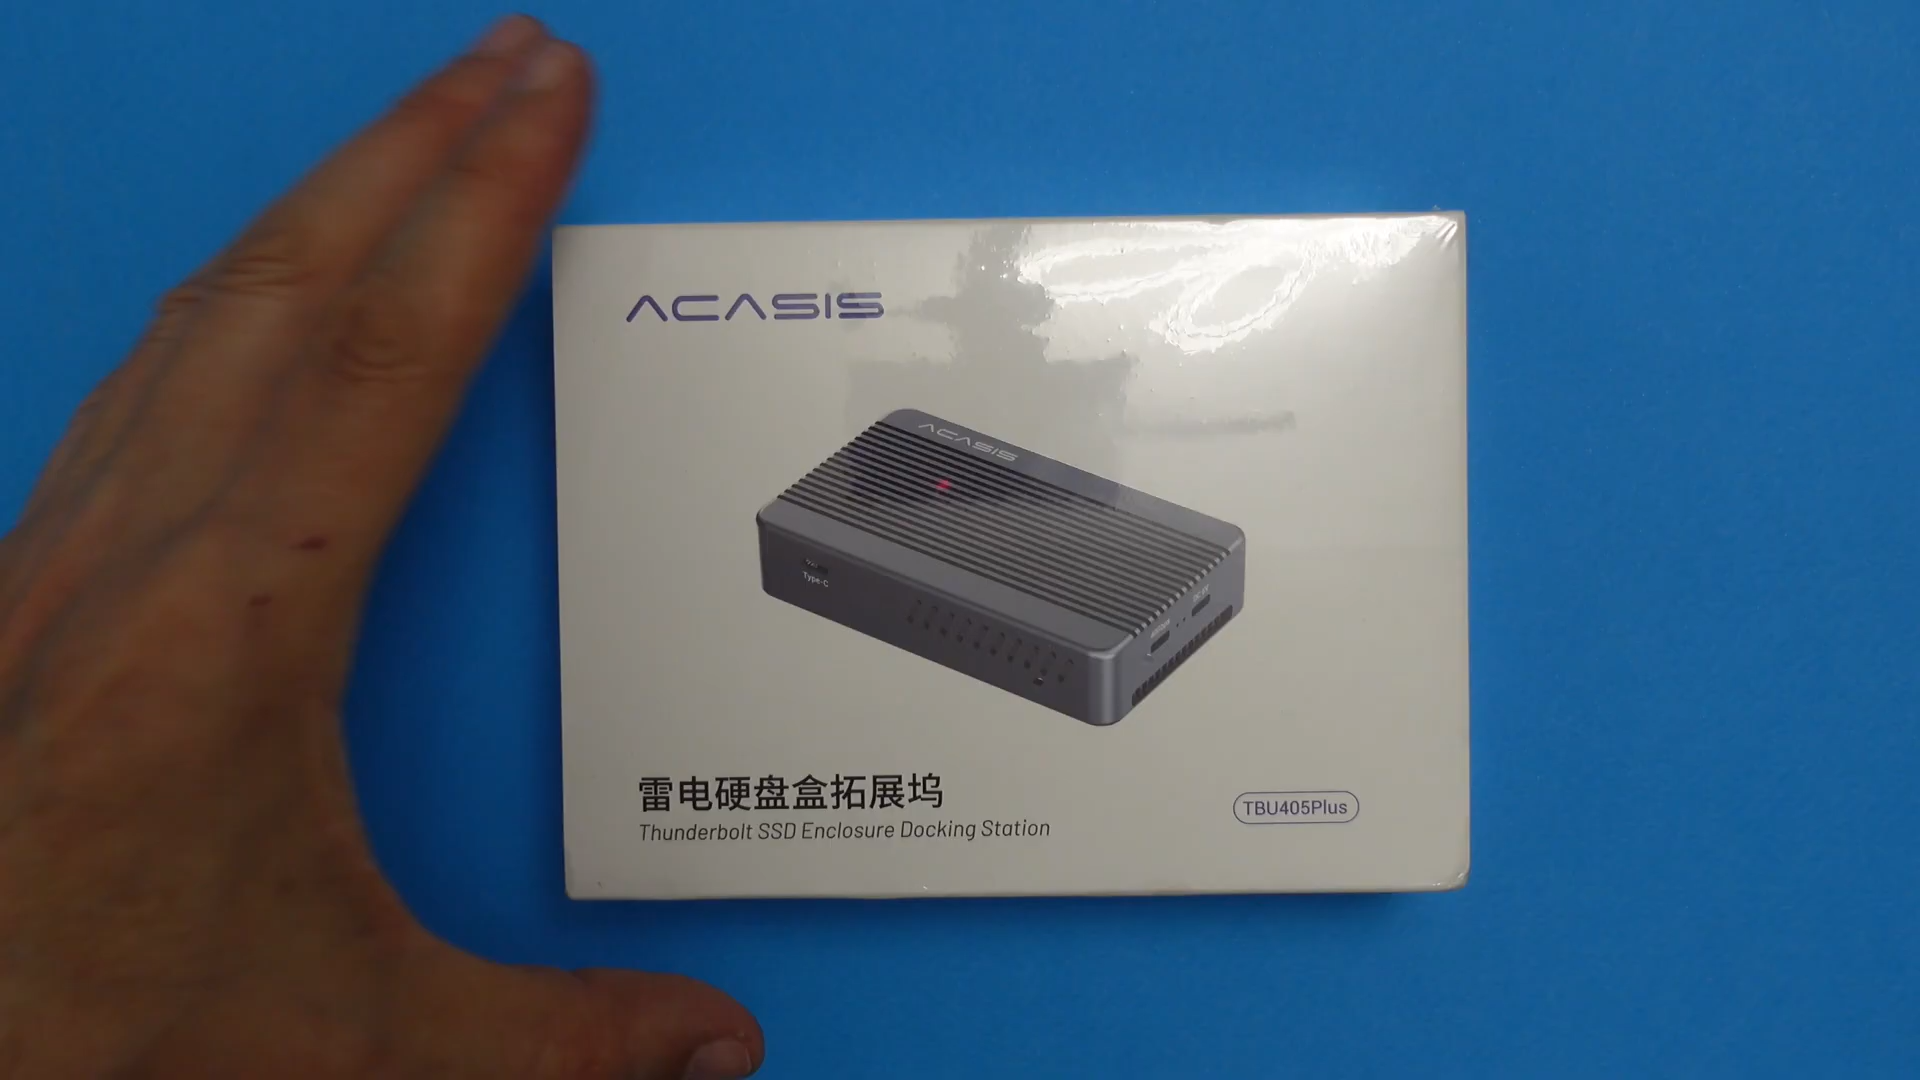 ACASIS
ACASIS
Type-C
雷电硬盘盒拓展坞
Thunderbolt SSD Enclosure Docking Station
TBU405Plus